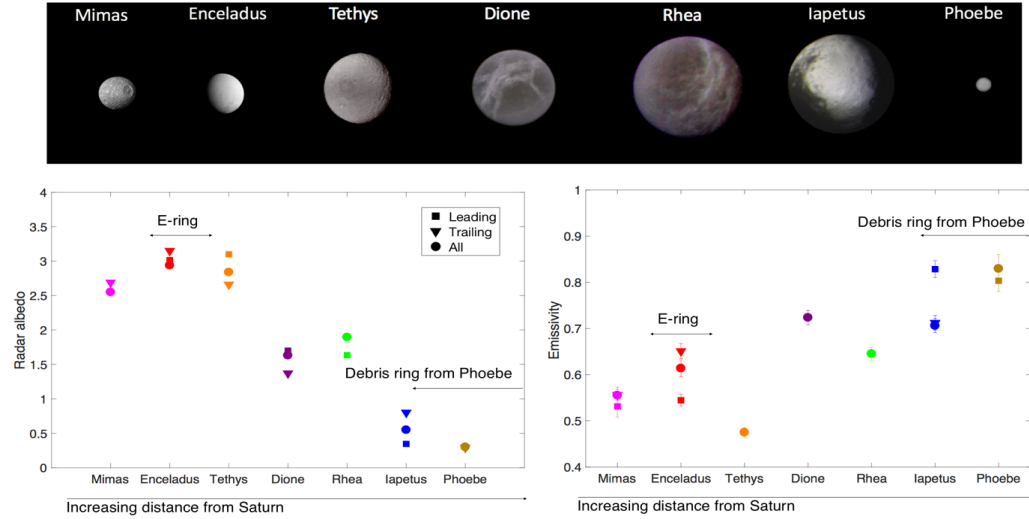 Mimas
Enceladus
Tethys
Dione
Rhea
Iapetus
Phoebe
4
3.5
3
2.5
2
1.5
1
0.5
0
Radar albedo
E-ring
Leading
Trailing
All
Debris ring from Phoebe
Mimas Enceladus Tethys Dione Rhea Iapetus Phoebe
Increasing distance from Saturn
1
0.9
0.8
0.7
0.6
0.5
0.4
Emissivity
Debris ring from Phoebe
E-ring
Mimas Enceladus Tethys Dione Rhea Iapetus Phoebe
Increasing distance from Saturn